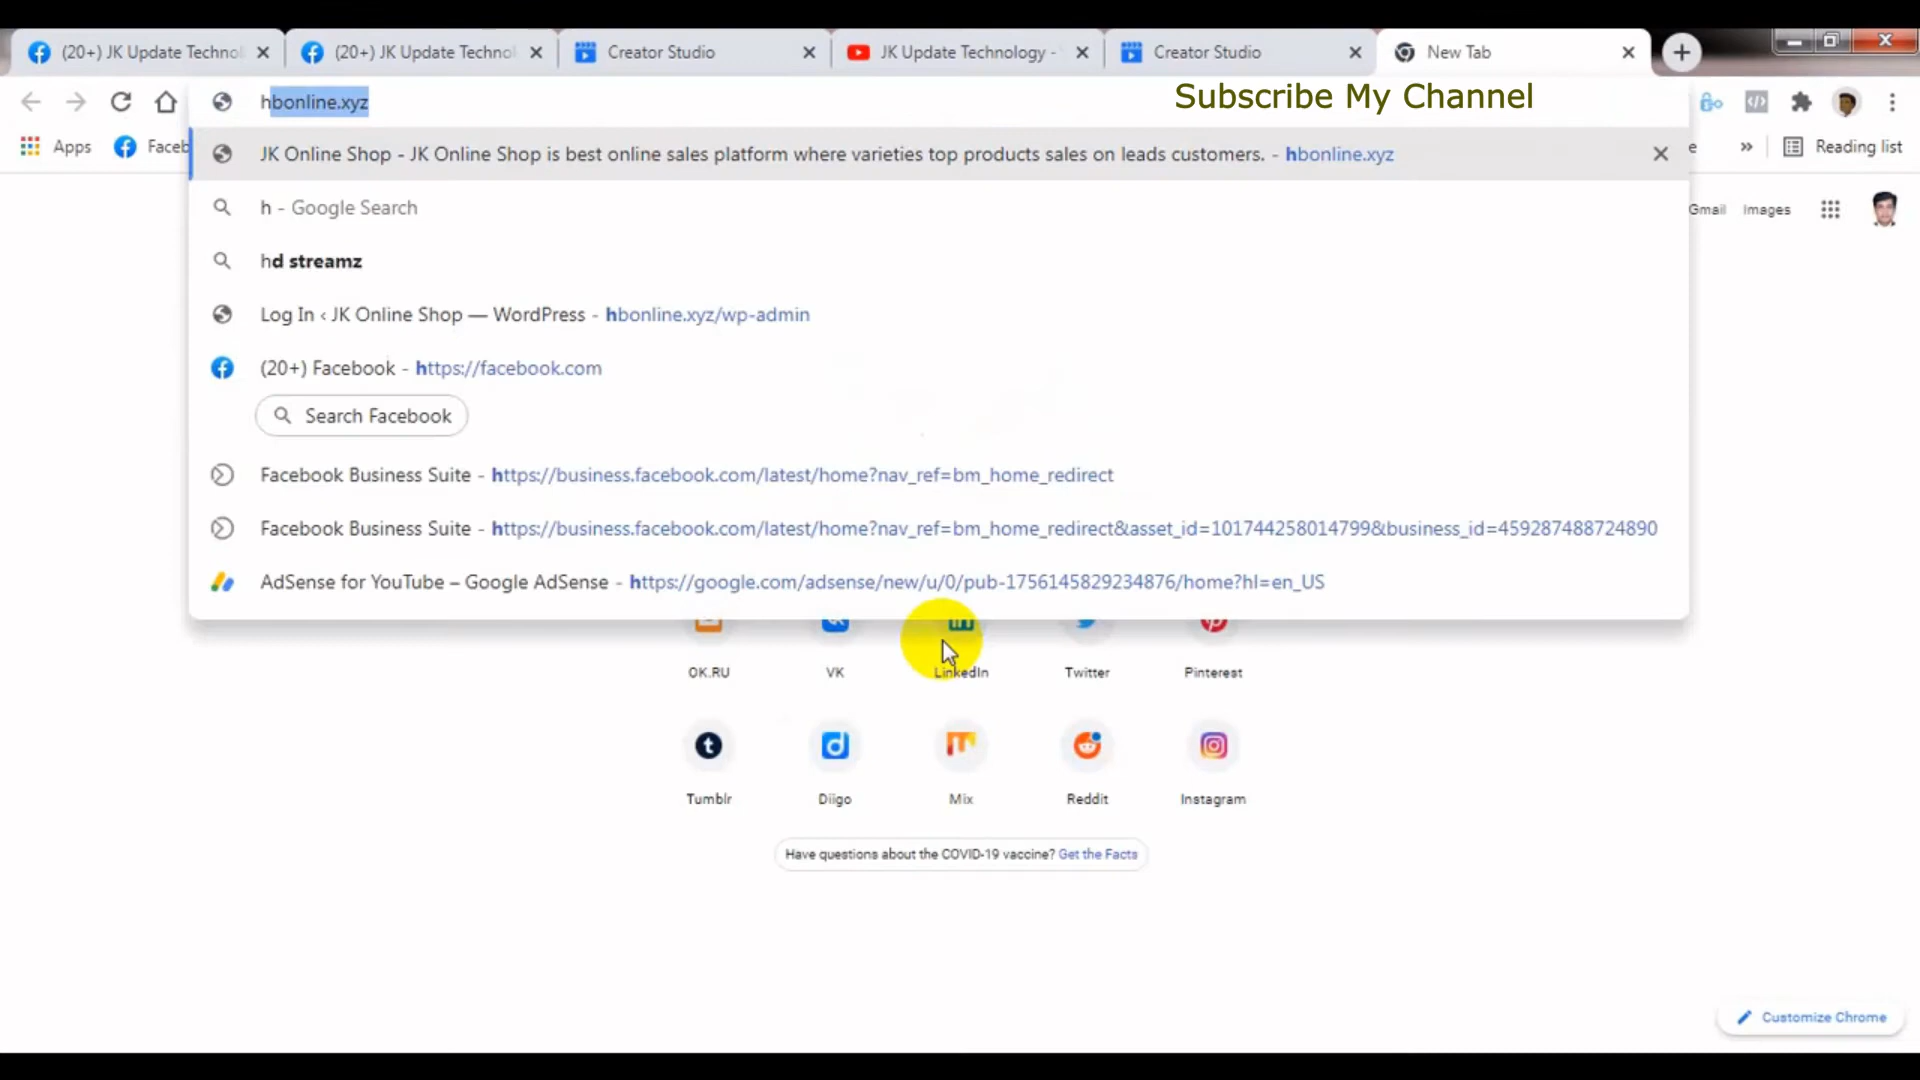 (20+) JK Update Technol
(20+) JK Update Technol
Creator Studio
JK Update Technology -
Creator Studio
New Tab
hbonline.xyz
Subscribe My Channel
Apps
Faceb
e
»
Reading list
JK Online Shop - JK Online Shop is best online sales platform where varieties top products sales on leads customers. - hbonline.xyz
h - Google Search
Gmail
Images
hd streamz
Log In ‹ JK Online Shop — WordPress - hbonline.xyz/wp-admin
(20+) Facebook - https://facebook.com
Search Facebook
Facebook Business Suite - https://business.facebook.com/latest/home?nav_ref=bm_home_redirect
Facebook Business Suite - https://business.facebook.com/latest/home?nav_ref=bm_home_redirect&asset_id=101744258014799&business_id=459287488724890
AdSense for YouTube – Google AdSense - https://google.com/adsense/new/u/0/pub-1756145829234876/home?hl=en_US
OK.RU
VK
LinkedIn
Twitter
Pinterest
Tumblr
Diigo
Mix
Reddit
Instagram
Have questions about the COVID-19 vaccine? Get the Facts
Customize Chrome